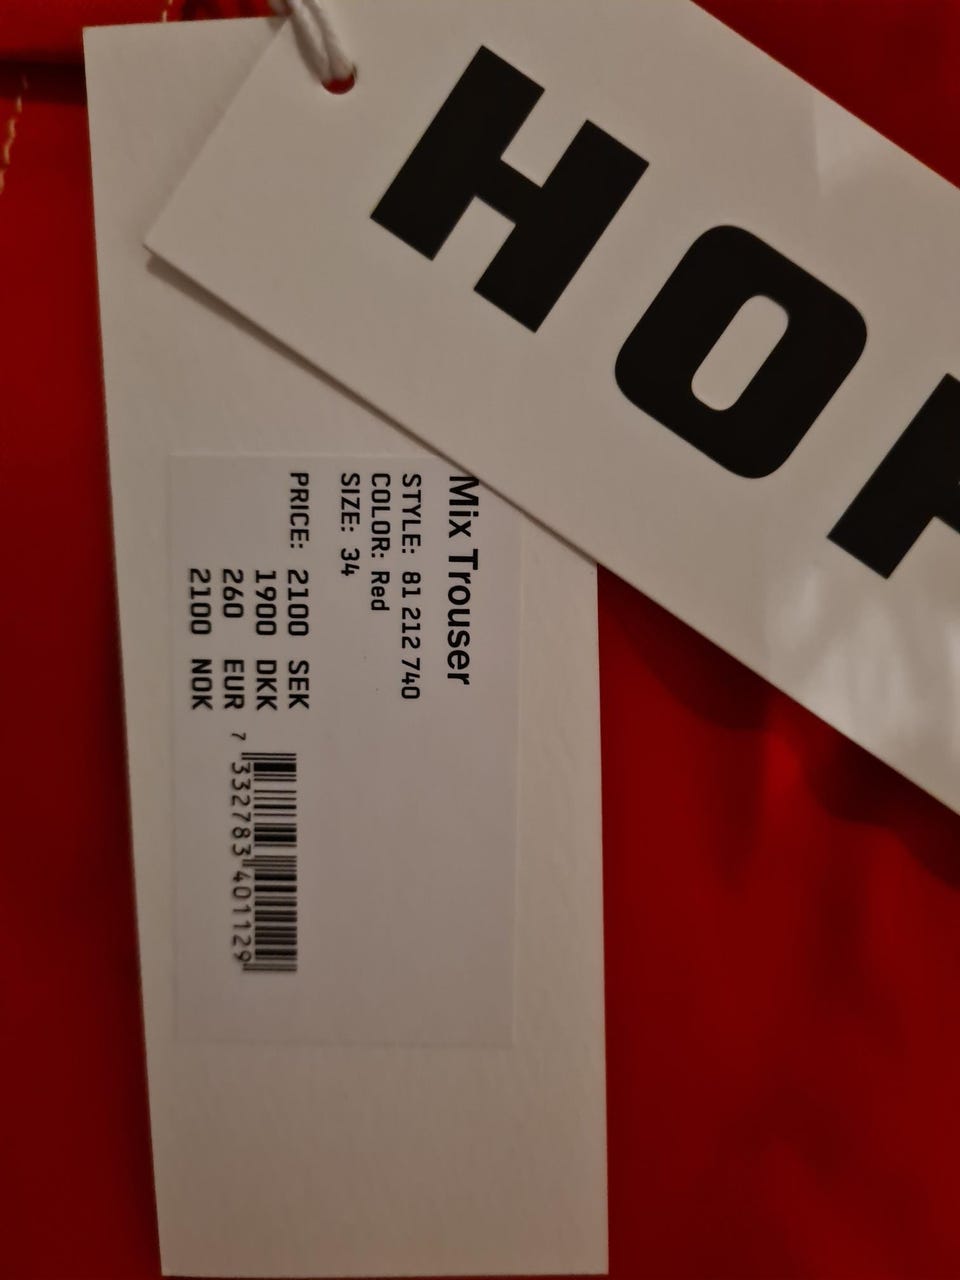 HO
Mix Trouser
STYLE: 81 212 740
COLOR: Red
SIZE: 34
PRICE: 2100 SEK
1900 DKK
260 EUR
2100 NOK
7 332783 401129